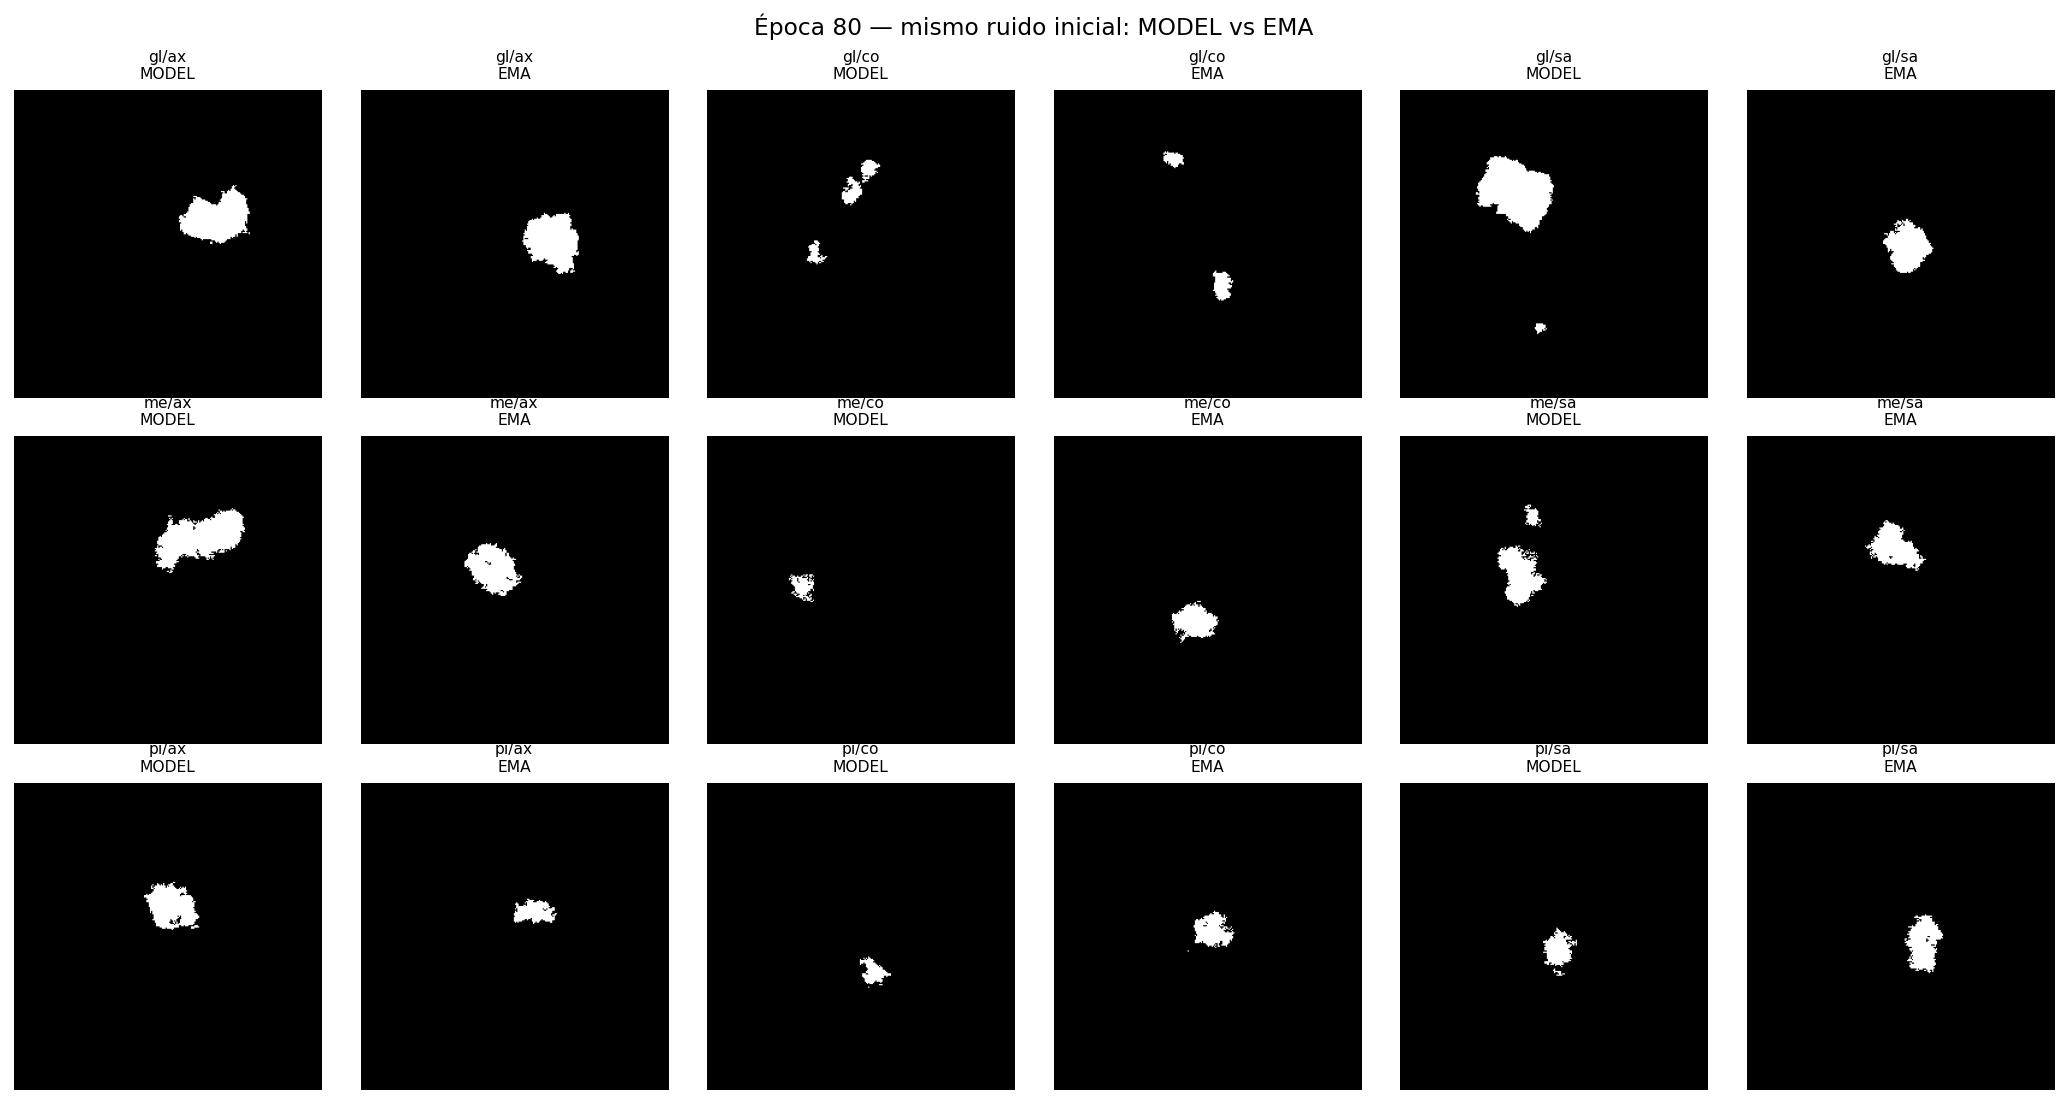 Época 80 — mismo ruido inicial: MODEL vs EMA
gl/ax
MODEL
gl/ax
EMA
gl/co
MODEL
gl/co
EMA
gl/sa
MODEL
gl/sa
EMA
me/ax
MODEL
me/ax
EMA
me/co
MODEL
me/co
EMA
me/sa
MODEL
me/sa
EMA
pi/ax
MODEL
pi/ax
EMA
pi/co
MODEL
pi/co
EMA
pi/sa
MODEL
pi/sa
EMA